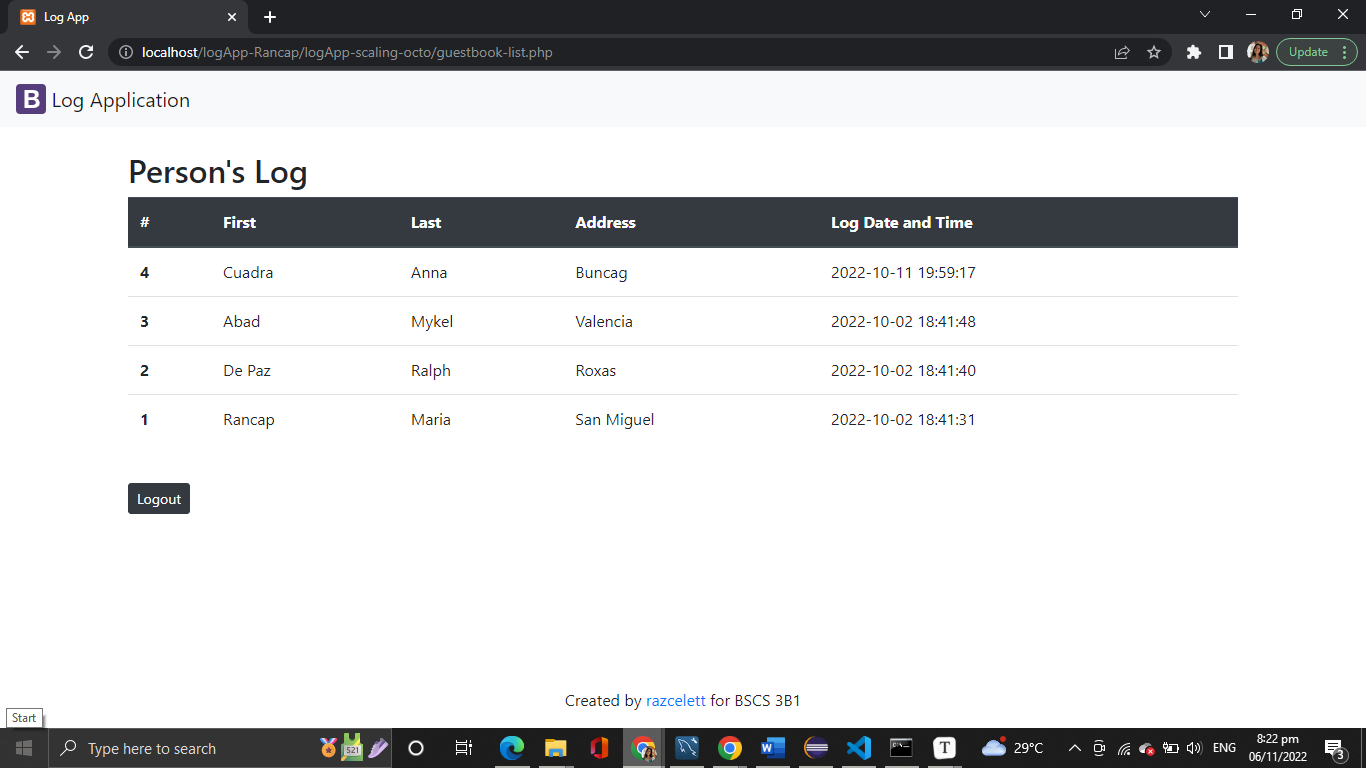 Log App
localhost/logApp-Rancap/logApp-scaling-octo/guestbook-list.php
Update
B Log Application
Person's Log
# First Last Address Log Date and Time
4 Cuadra Anna Buncag 2022-10-11 19:59:17
3 Abad Mykel Valencia 2022-10-02 18:41:48
2 De Paz Ralph Roxas 2022-10-02 18:41:40
1 Rancap Maria San Miguel 2022-10-02 18:41:31
Logout
Created by razcelett for BSCS 3B1
Start
Type here to search
521
W
T
29°C
ENG
8:22 pm
06/11/2022
3